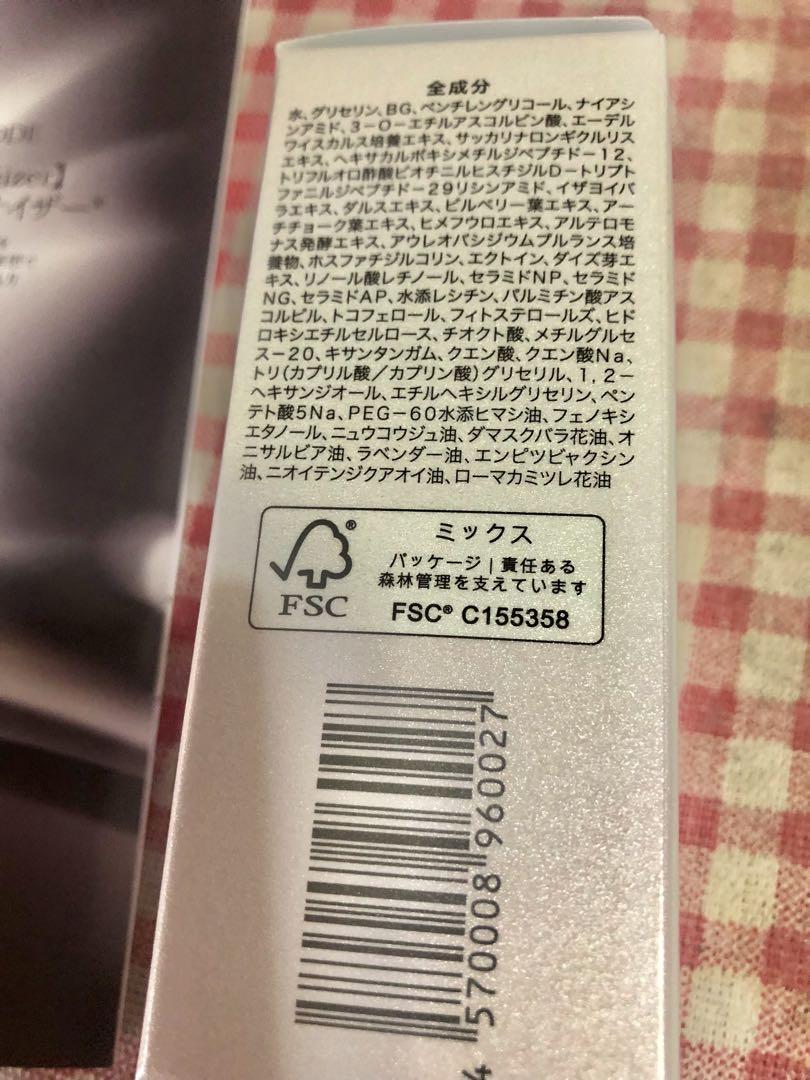 全成分
水、グリセリン、BG、ペンチレングリコール、ナイアシ
ンアミド、3-O-エチルアスコルビン酸、エーデル
ワイスカルス培養エキス、サッカリナロンギクルリス
エキス、ヘキサカルボキシメチルジペプチド-12、
トリフルオロ酢酸ビオチニルヒスチジルD-トリプト
ファニルジペプチド-29リシンアミド、イザヨイバ
ラエキス、ダルスエキス、ビルベリー葉エキス、アー
チチョーク葉エキス、ヒメフウロエキス、アルテロモ
ナス発酵エキス、アウレオバシジウムプルランス培
養物、ホスファチジルコリン、エクトイン、ダイズ芽エ
キス、リノール酸レチノール、セラミドNP、セラミド
NG、セラミドAP、水添レシチン、パルミチン酸アス
コルビル、トコフェロール、フィトステロールズ、ヒド
ロキシエチルセルロース、チオクト酸、メチルグルセ
ス-20、キサンタンガム、クエン酸、クエン酸Na、
トリ(カプリル酸/カプリン酸)グリセリル、1,2-
ヘキサンジオール、エチルヘキシルグリセリン、ペン
テト酸5Na、PEG-60水添ヒマシ油、フェノキシ
エタノール、ニュウコウジュ油、ダマスクバラ花油、オ
ニサルビア油、ラベンダー油、エンピツビャクシン
油、ニオイテンジクアオイ油、ローマカミツレ花油
® ミックス
パッケージ | 責任ある
森林管理を支えています
FSC FSC® C155358
4 570008 960027
イザー®